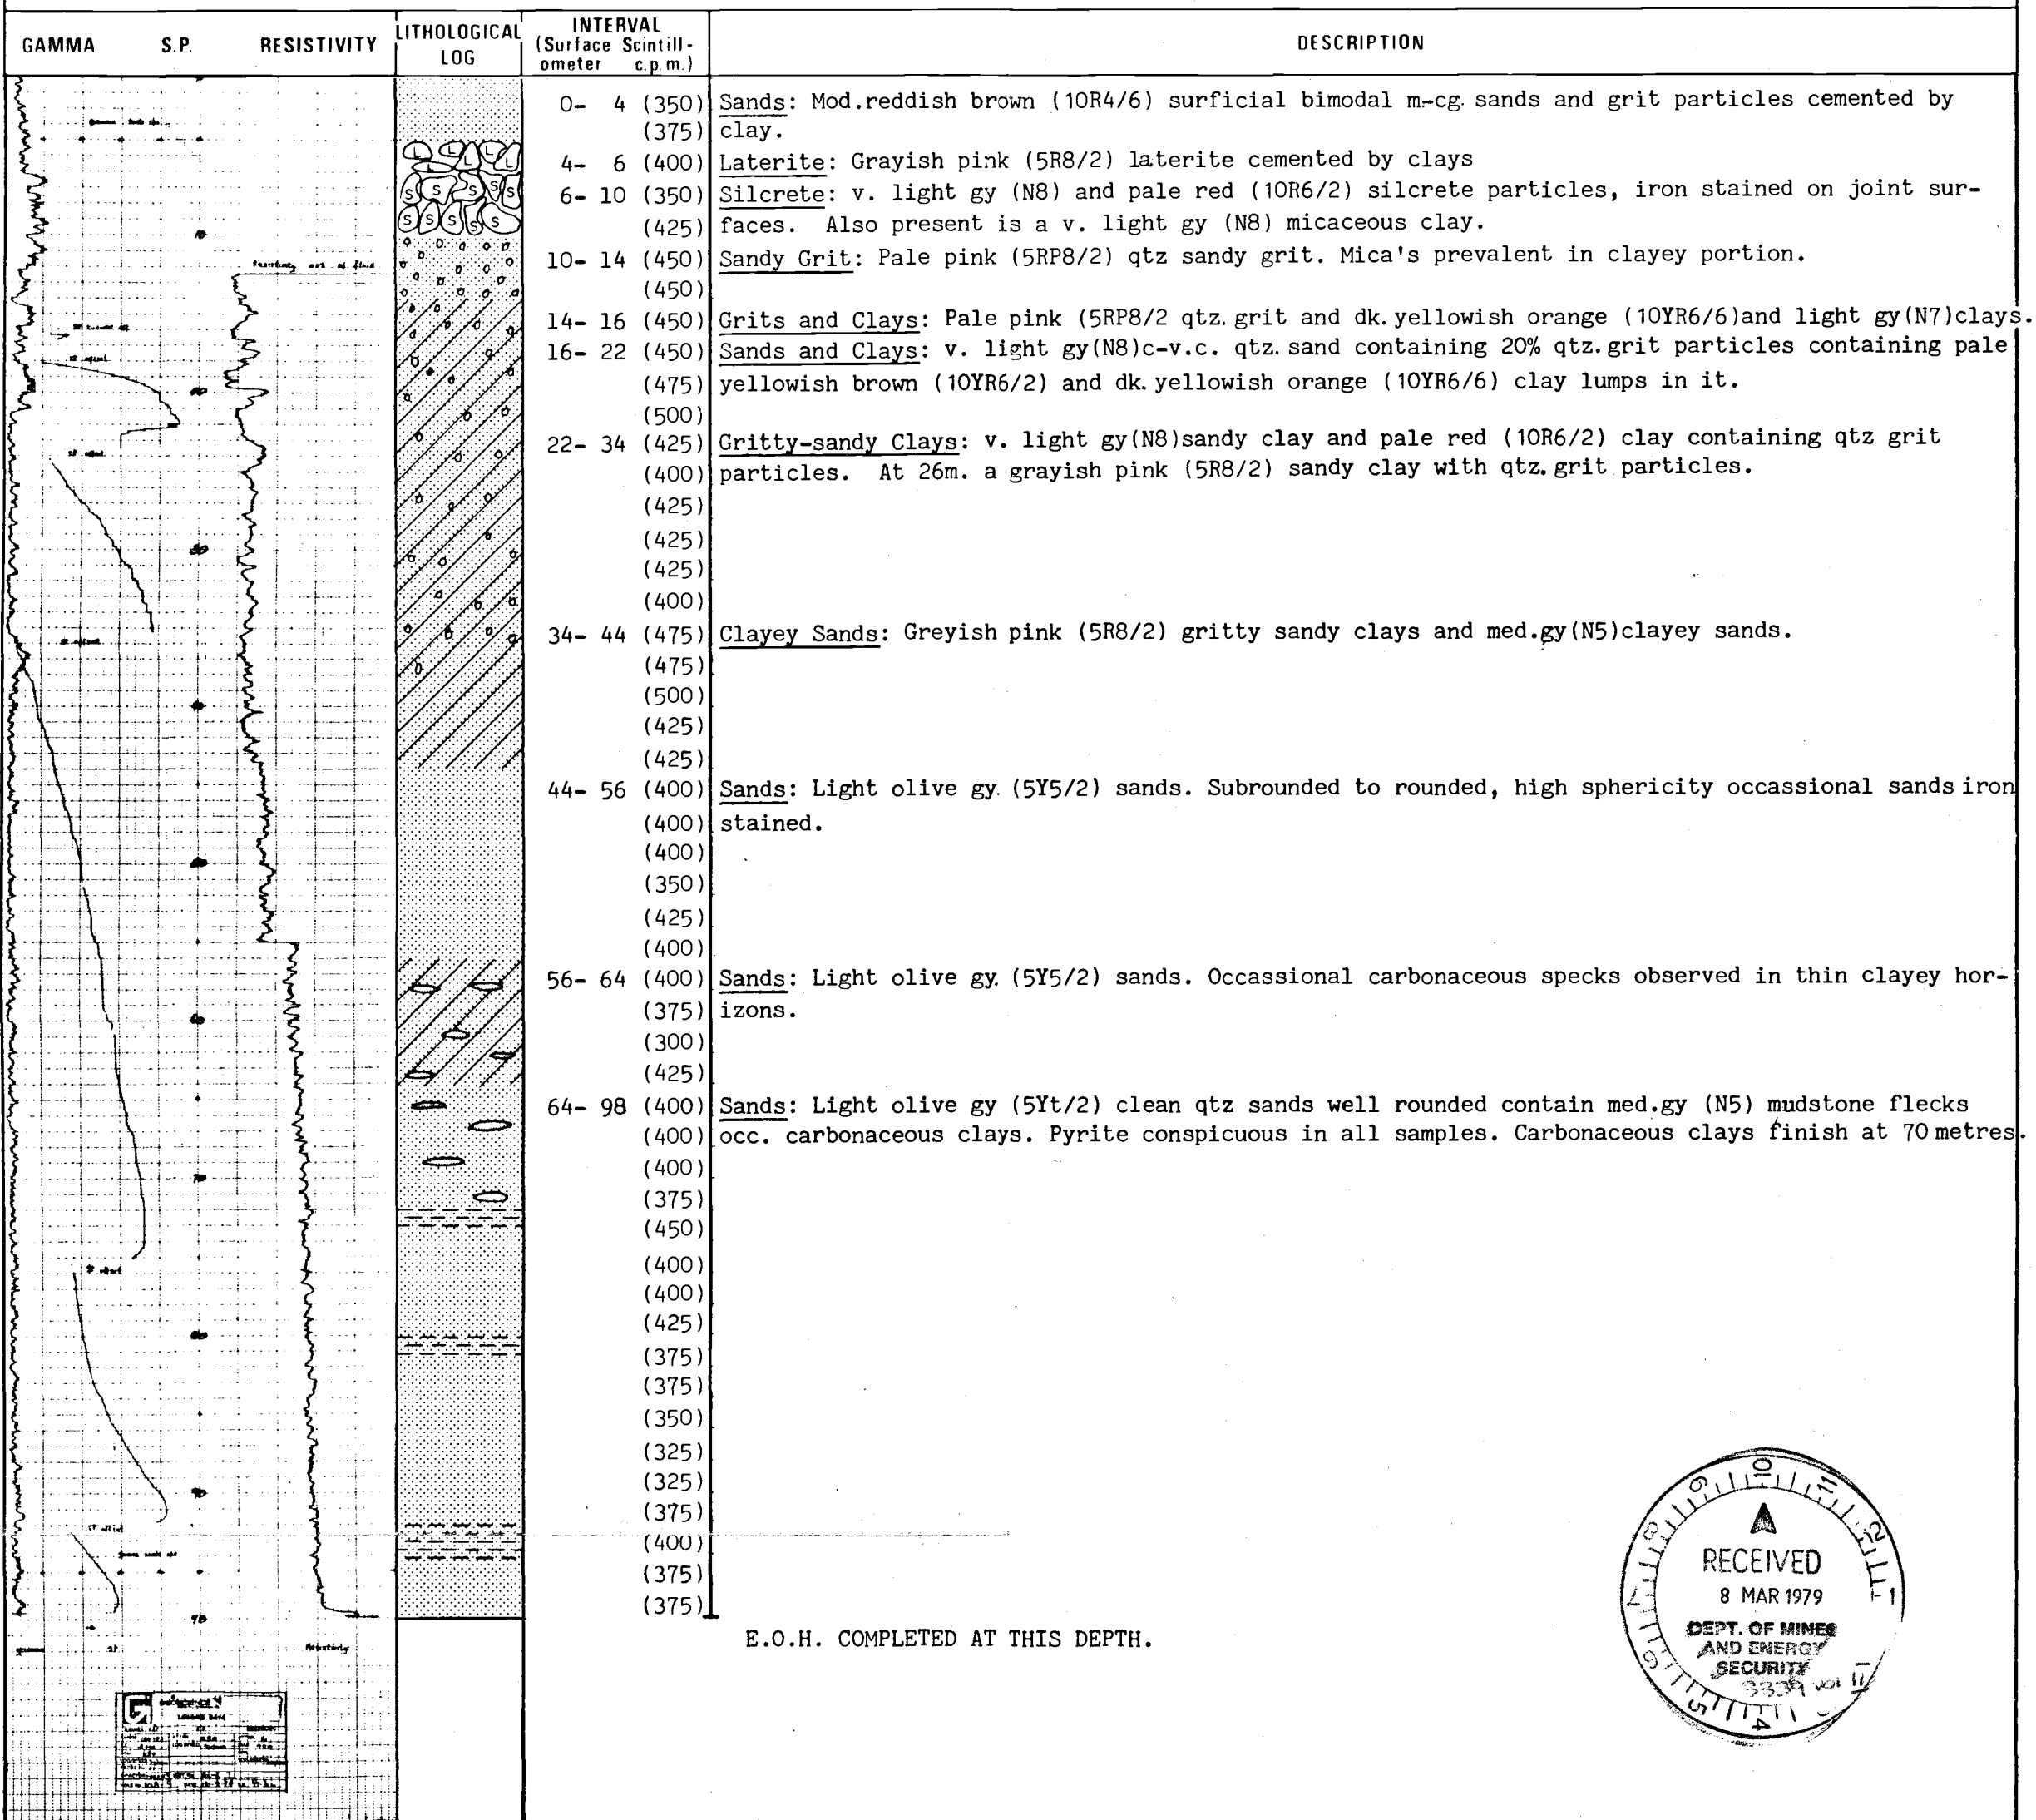 GAMMA S.P. RESISTIVITY LITHOLOGICAL LOG INTERVAL (Surface Scintill-ometer c.p.m.) DESCRIPTION
0- 4 (350) Sands: Mod.reddish brown (10R4/6) surficial bimodal m-cg. sands and grit particles cemented by
(375) clay.
4- 6 (400) Laterite: Grayish pink (5R8/2) laterite cemented by clays
6- 10 (350) Silcrete: v. light gy (N8) and pale red (10R6/2) silcrete particles, iron stained on joint sur-
(425) faces. Also present is a v. light gy (N8) micaceous clay.
10- 14 (450) Sandy Grit: Pale pink (5RP8/2) qtz sandy grit. Mica's prevalent in clayey portion.
(450)
14- 16 (450) Grits and Clays: Pale pink (5RP8/2 qtz. grit and dk. yellowish orange (10YR6/6)and light gy(N7)clays.
16- 22 (450) Sands and Clays: v. light gy(N8)c-v.c. qtz. sand containing 20% qtz. grit particles containing pale
(475) yellowish brown (10YR6/2) and dk. yellowish orange (10YR6/6) clay lumps in it.
(500)
22- 34 (425) Gritty-sandy Clays: v. light gy(N8)sandy clay and pale red (10R6/2) clay containing qtz grit
(400) particles. At 26m. a grayish pink (5R8/2) sandy clay with qtz. grit particles.
(425)
(425)
(425)
(400)
34- 44 (475) Clayey Sands: Greyish pink (5R8/2) gritty sandy clays and med.gy(N5)clayey sands.
(475)
(500)
(425)
(425)
44- 56 (400) Sands: Light olive gy. (5Y5/2) sands. Subrounded to rounded, high sphericity occassional sands iron
(400) stained.
(400)
(350)
(425)
(400)
56- 64 (400) Sands: Light olive gy. (5Y5/2) sands. Occassional carbonaceous specks observed in thin clayey hor-
(375) izons.
(300)
(425)
64- 98 (400) Sands: Light olive gy (5Yt/2) clean qtz sands well rounded contain med.gy (N5) mudstone flecks
(400) occ. carbonaceous clays. Pyrite conspicuous in all samples. Carbonaceous clays finish at 70 metres.
(400)
(375)
(450)
(400)
(400)
(425)
(375)
(375)
(350)
(325)
(325)
(375)
(400)
(375)
(375)
E.O.H. COMPLETED AT THIS DEPTH.
RECEIVED
8 MAR 1979
DEPT. OF MINES
AND ENERGY
SECURITY
3339 vol II
Resistivity